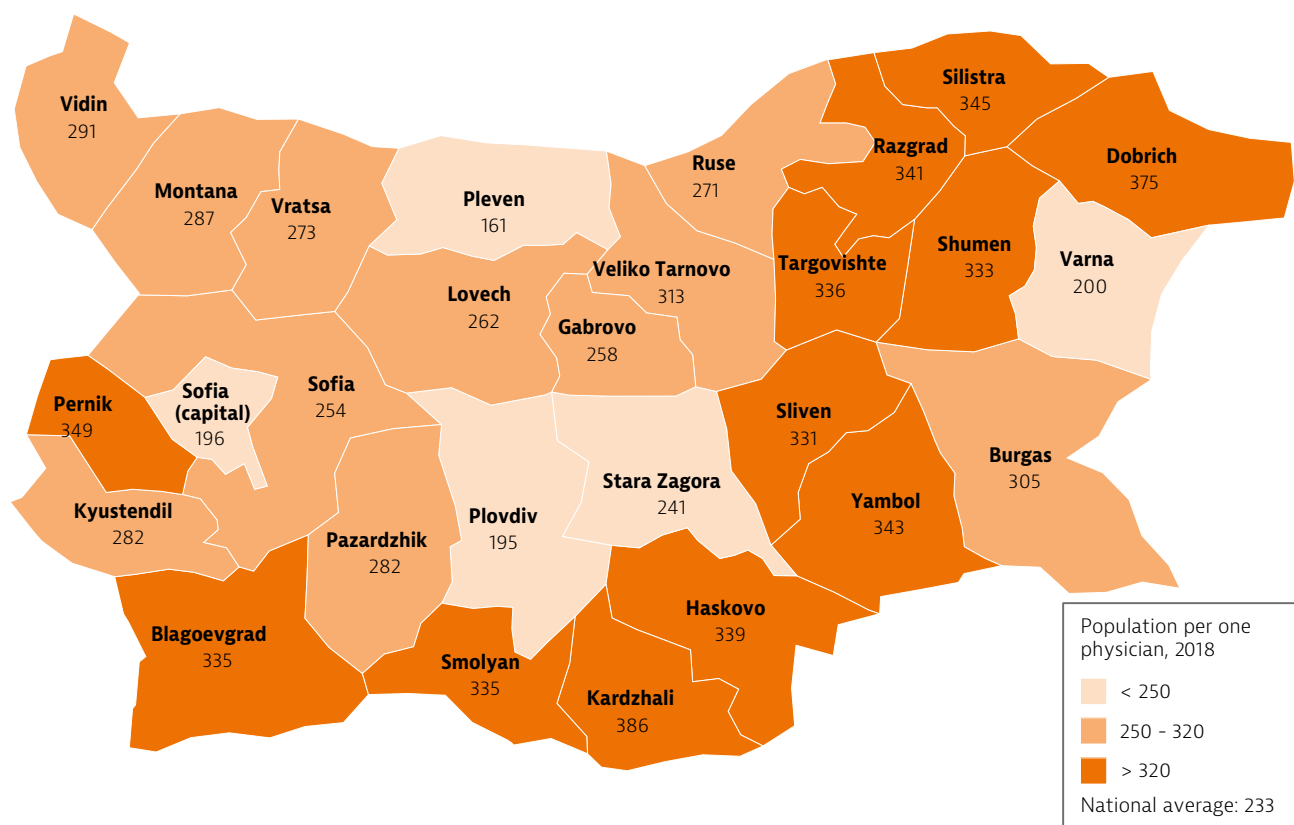 Vidin
291
Montana
287
Vratsa
273
Pleven
161
Ruse
271
Razgrad
341
Silistra
345
Dobrich
375
Lovech
262
Veliko Tarnovo
313
Gabrovo
258
Targovishte
336
Shumen
333
Varna
200
Pernik
349
Sofia
(capital)
196
Sofia
254
Sliven
331
Burgas
305
Kyustendil
282
Pazardzhik
282
Plovdiv
195
Stara Zagora
241
Yambol
343
Blagoevgrad
335
Smolyan
335
Haskovo
339
Kardzhali
386
Population per one
physician, 2018
< 250
250 - 320
> 320
National average: 233